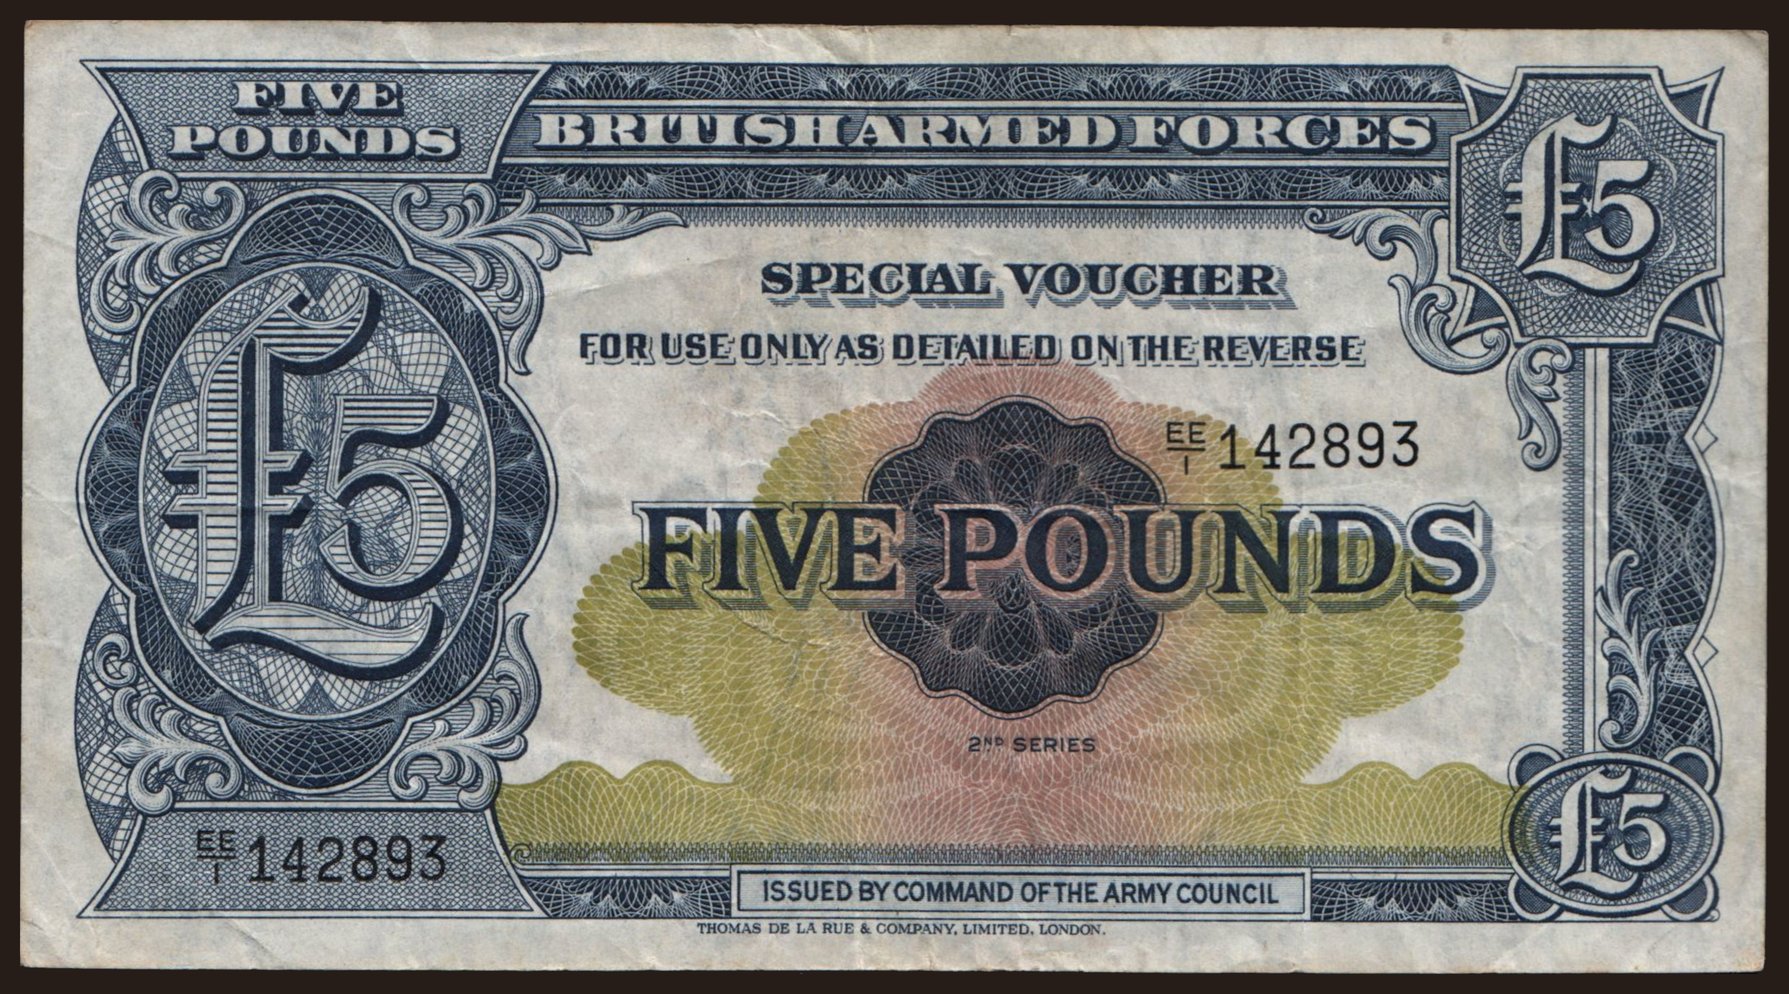 FIVE
POUNDS
BRITISH ARMED FORCES
£5
£5
SPECIAL VOUCHER
FOR USE ONLY AS DETAILED ON THE REVERSE
EE/1 142893
FIVE POUNDS
2ND SERIES
EE/1 142893
£5
ISSUED BY COMMAND OF THE ARMY COUNCIL
THOMAS DE LA RUE & COMPANY, LIMITED, LONDON.